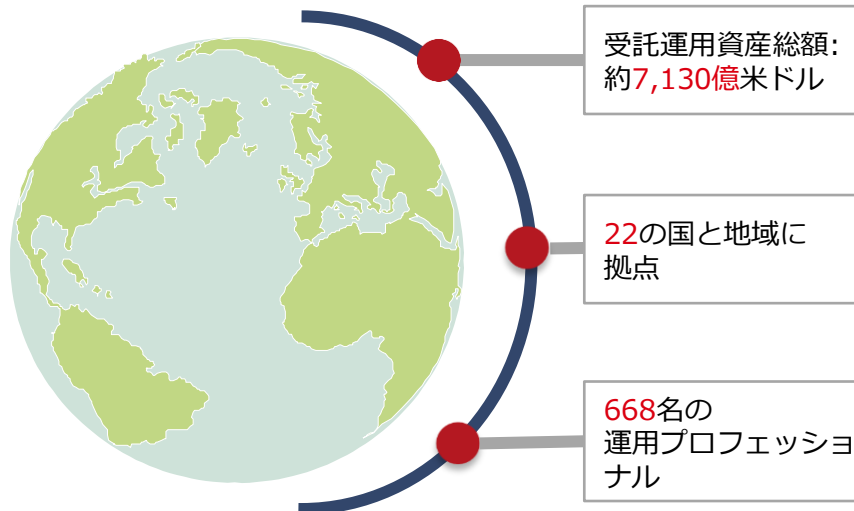 受託運用資産総額:
約7,130億米ドル
22の国と地域に
拠点
668名の
運用プロフェッショ
ナル